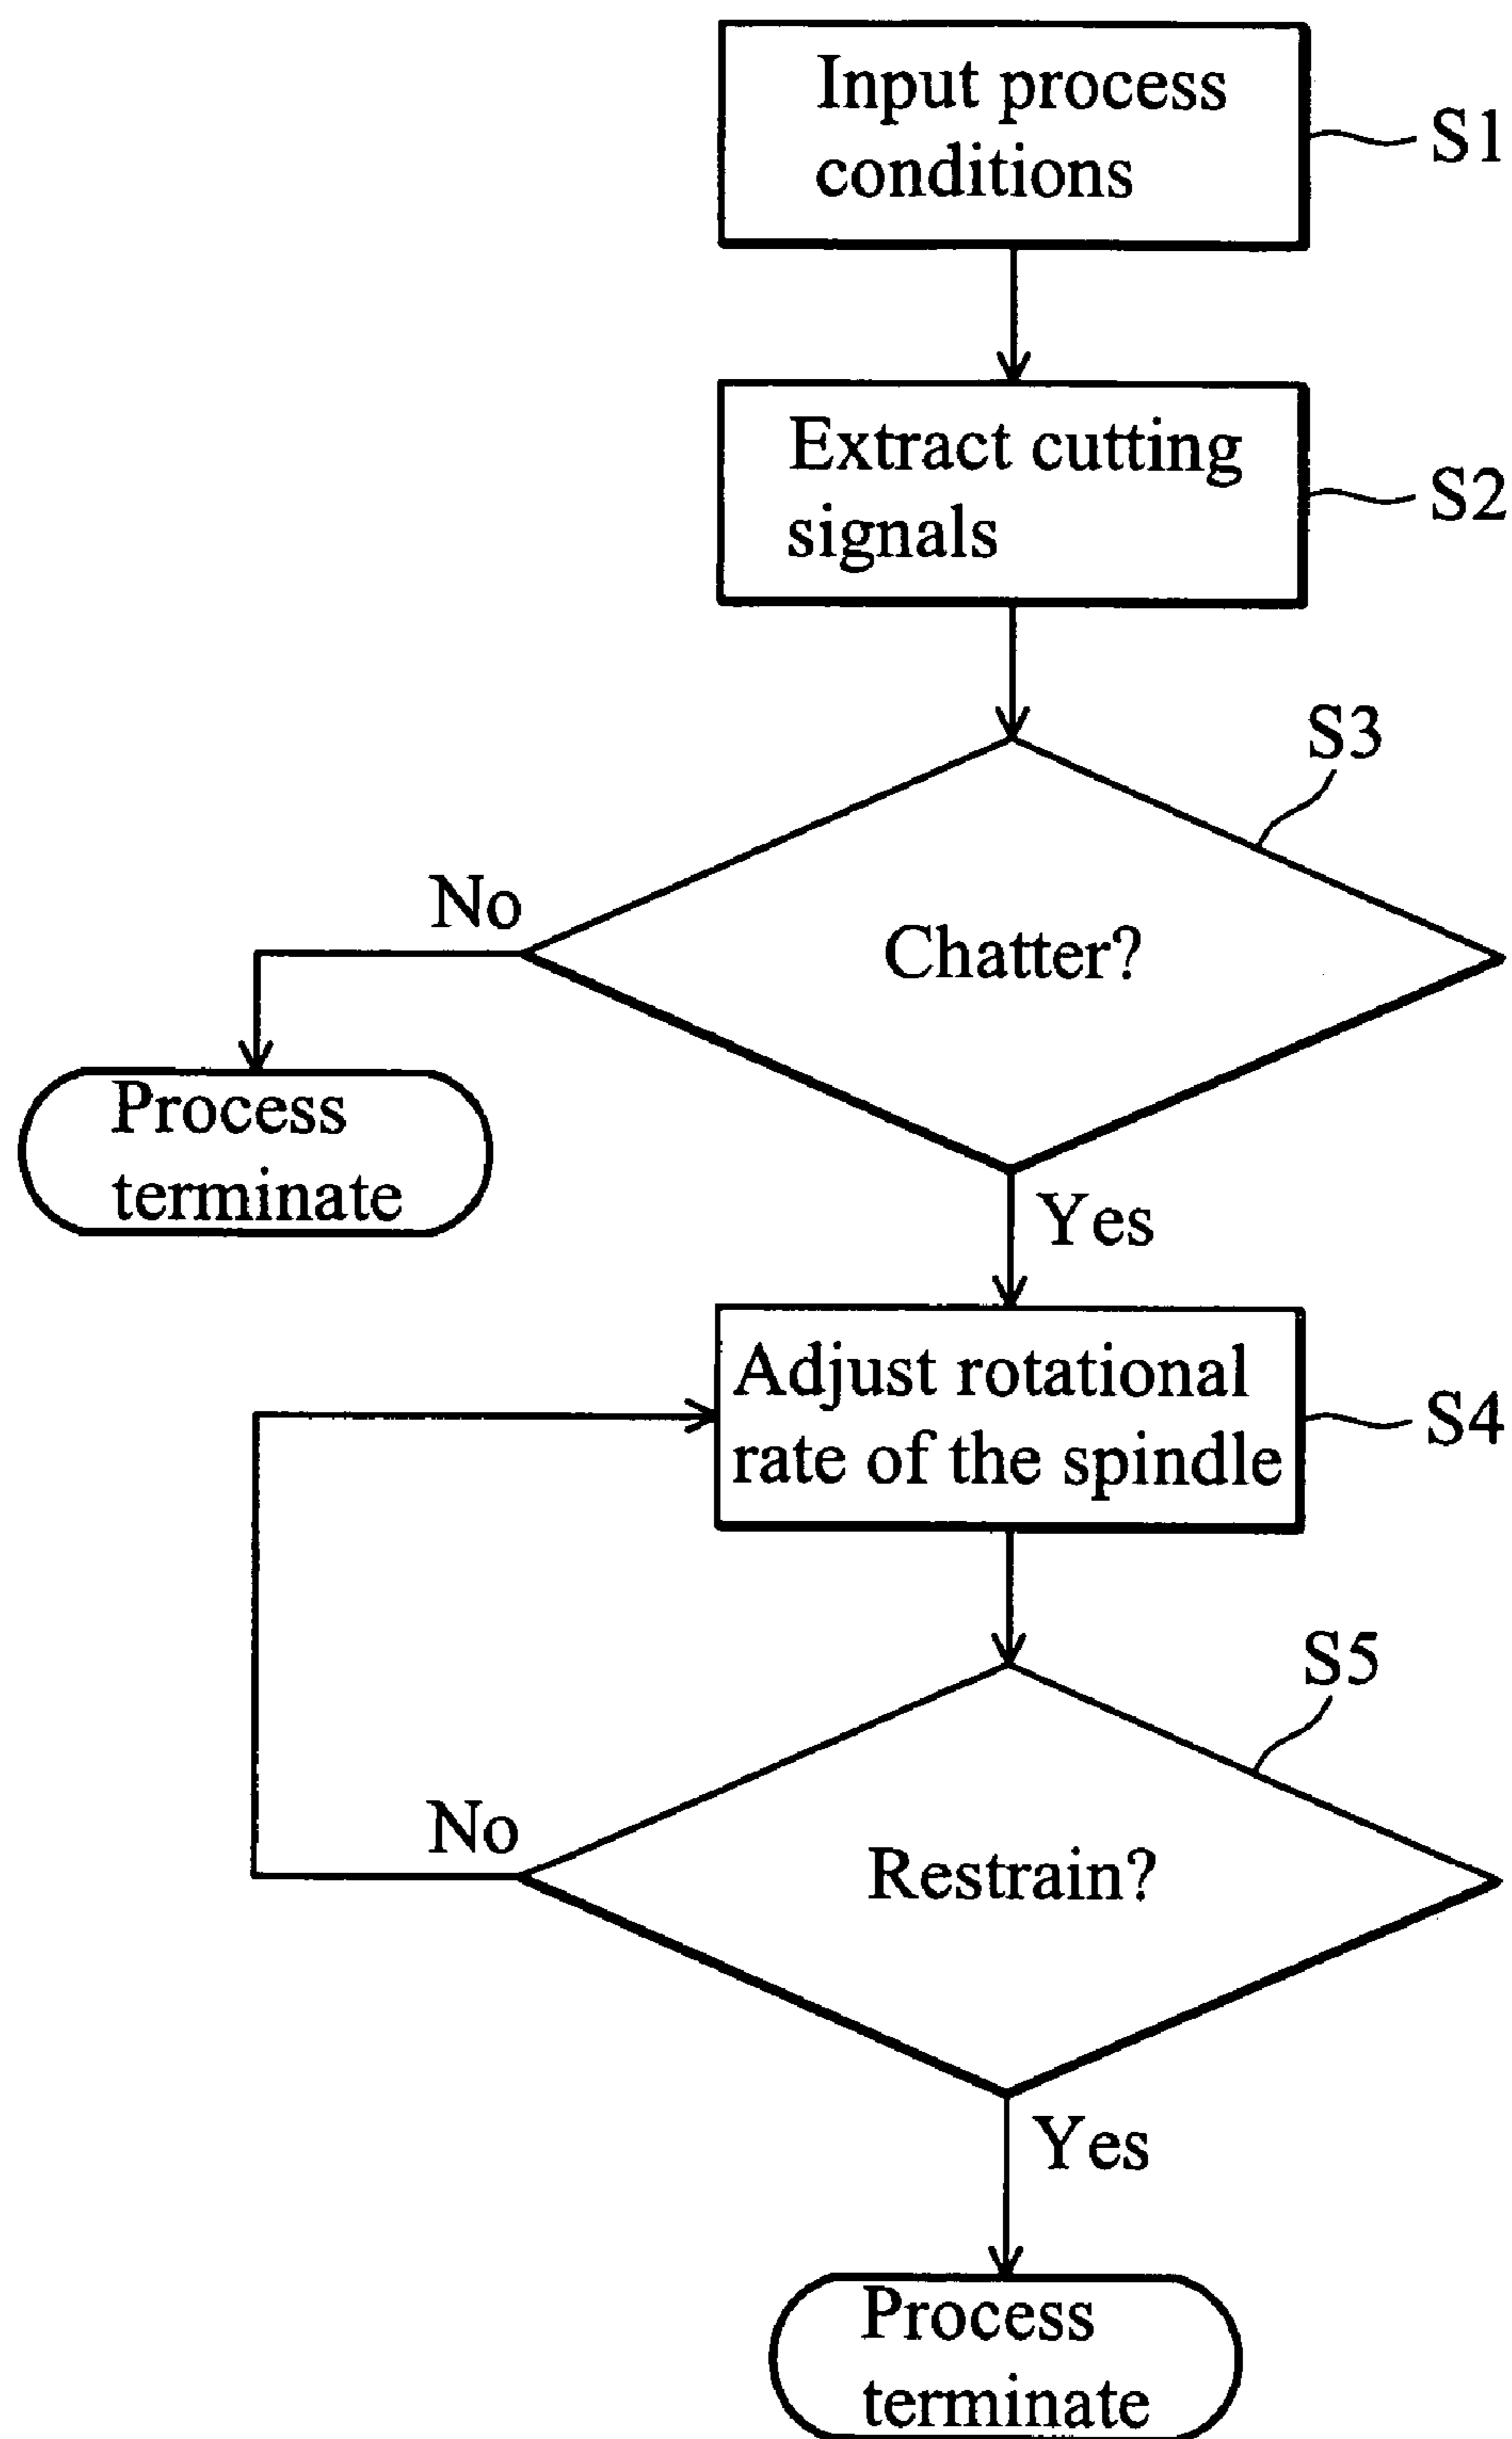 Input process
conditions
S1
Extract cutting
signals
S2
S3
No
Chatter?
Process
terminate
Yes
Adjust rotational
rate of the spindle
S4
S5
No
Restrain?
Yes
Process
terminate